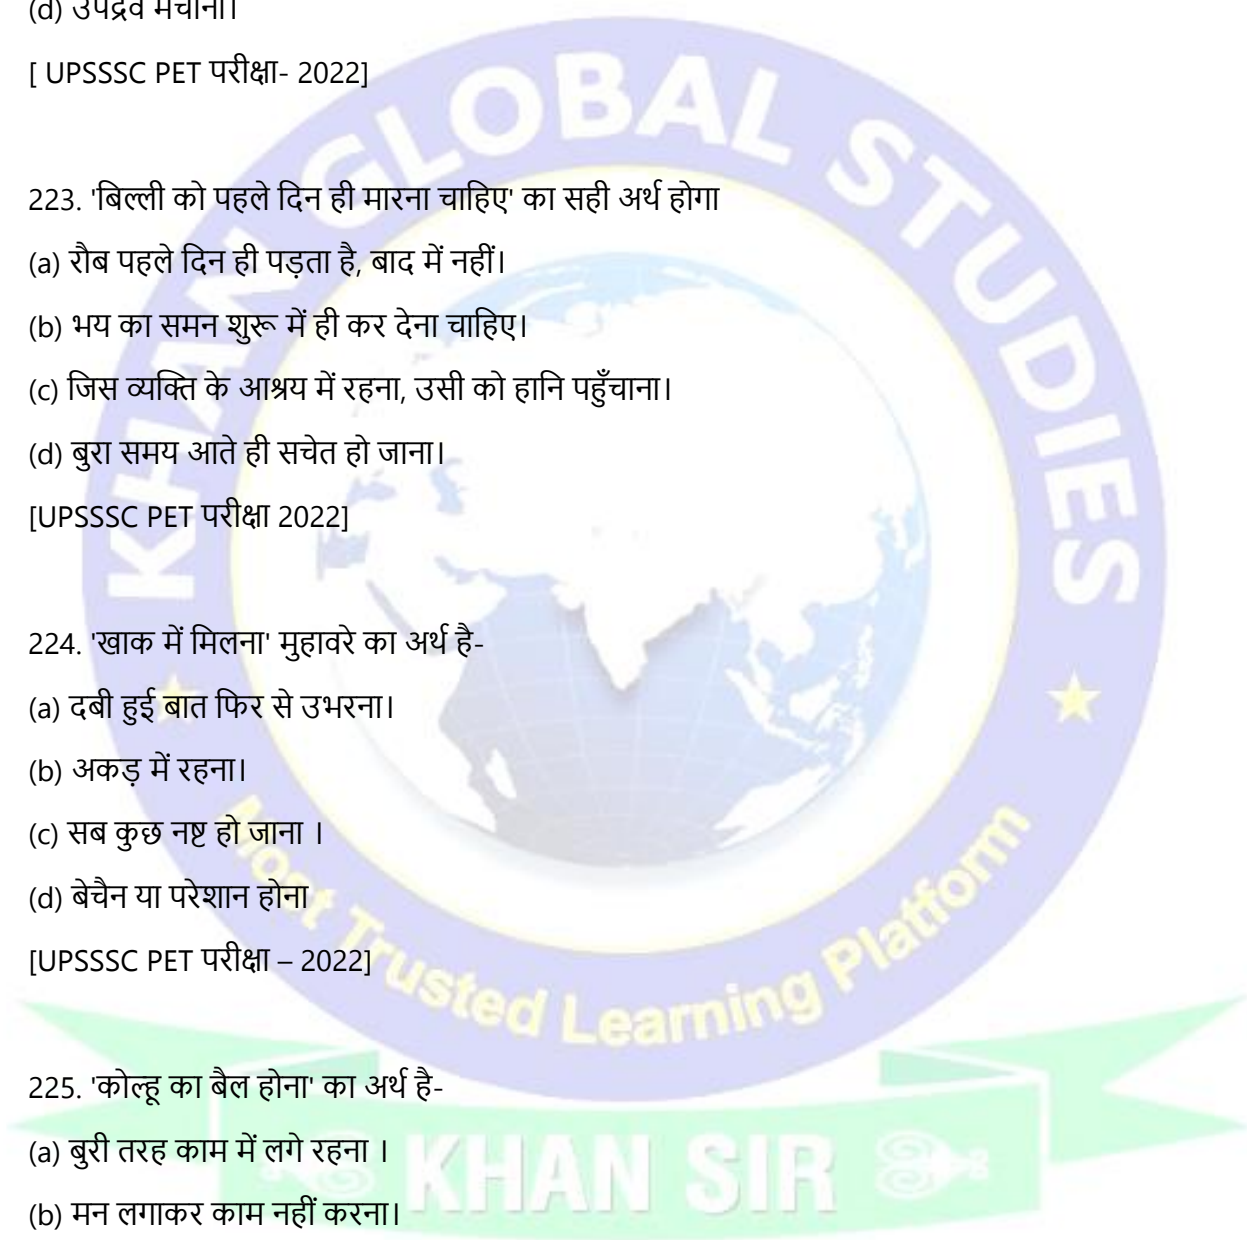 (d) उपद्रव मचाना।
[ UPSSSC PET परीक्षा- 2022]
223. 'बिल्ली को पहले दिन ही मारना चाहिए' का सही अर्थ होगा
(a) रौब पहले दिन ही पड़ता है, बाद में नहीं।
(b) भय का समन शुरू में ही कर देना चाहिए।
(c) जिस व्यक्ति के आश्रय में रहना, उसी को हानि पहुँचाना।
(d) बुरा समय आते ही सचेत हो जाना।
[UPSSSC PET परीक्षा 2022]
224. 'खाक में मिलना' मुहावरे का अर्थ है-
(a) दबी हुई बात फिर से उभरना।
(b) अकड़ में रहना।
(c) सब कुछ नष्ट हो जाना ।
(d) बेचैन या परेशान होना
[UPSSSC PET परीक्षा – 2022]
225. 'कोल्हू का बैल होना' का अर्थ है-
(a) बुरी तरह काम में लगे रहना ।
(b) मन लगाकर काम नहीं करना।
KHAN GLOBAL STUDIES
Most Trusted Learning Platform
KHAN SIR